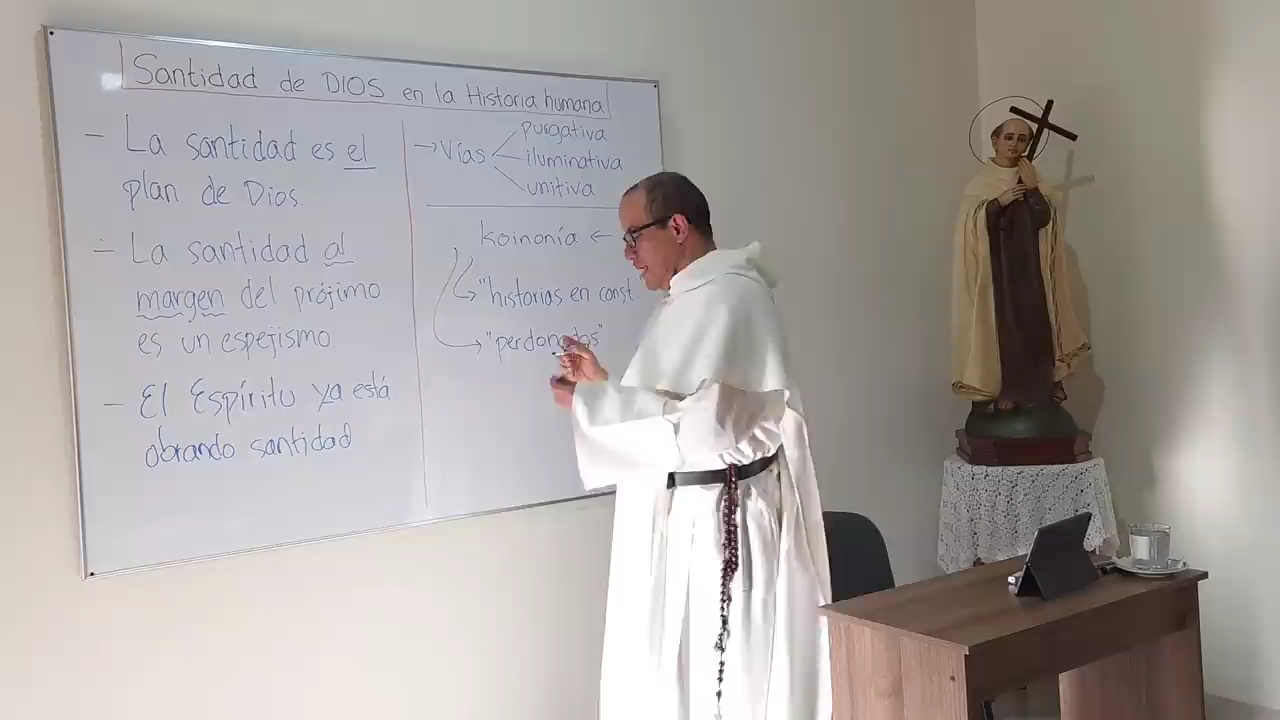 Santidad de DIOS en la Historia humana
- La santidad es el
plan de Dios.
- La santidad al
margen del prójimo
es un espejismo.
- El Espíritu ya está
obrando santidad
→ Vías
purgativa
iluminativa
unitiva
koinonía ←
"historias en const.
"perdonados"